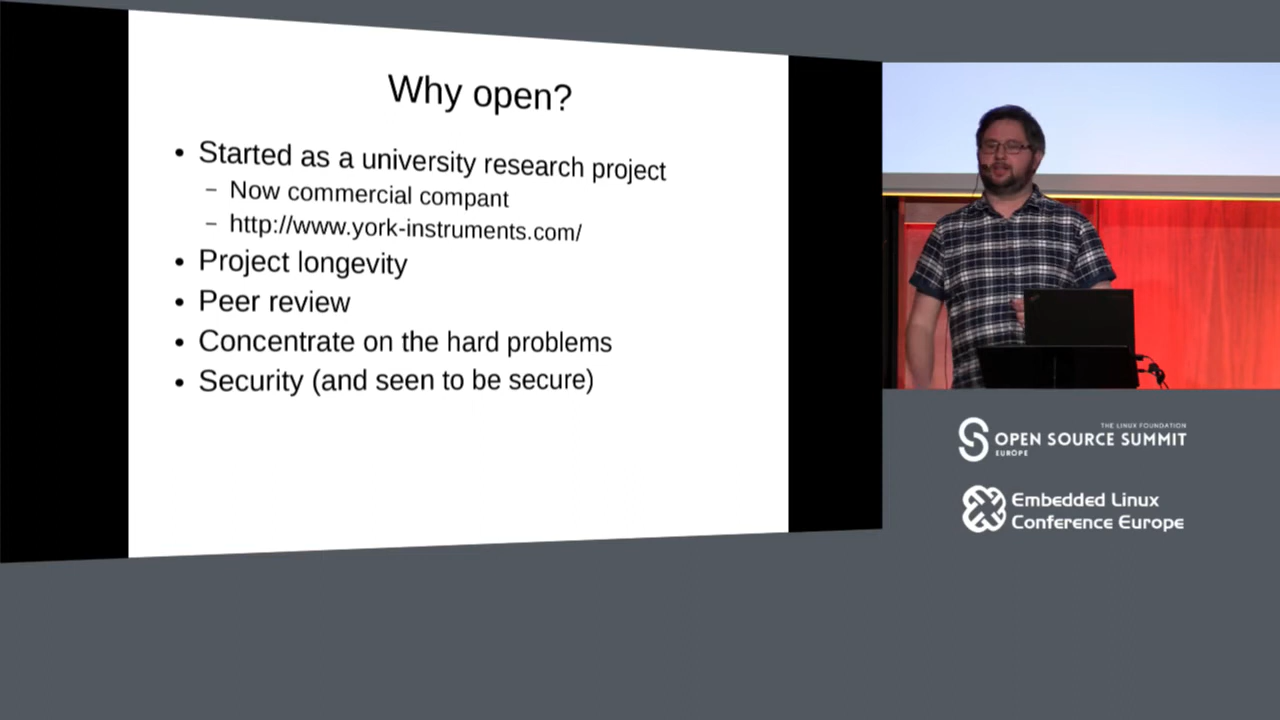 Why open?
• Started as a university research project
– Now commercial compant
– http://www.york-instruments.com/
• Project longevity
• Peer review
• Concentrate on the hard problems
• Security (and seen to be secure)
THE LINUX FOUNDATION
OPEN SOURCE SUMMIT
EUROPE
Embedded Linux
Conference Europe